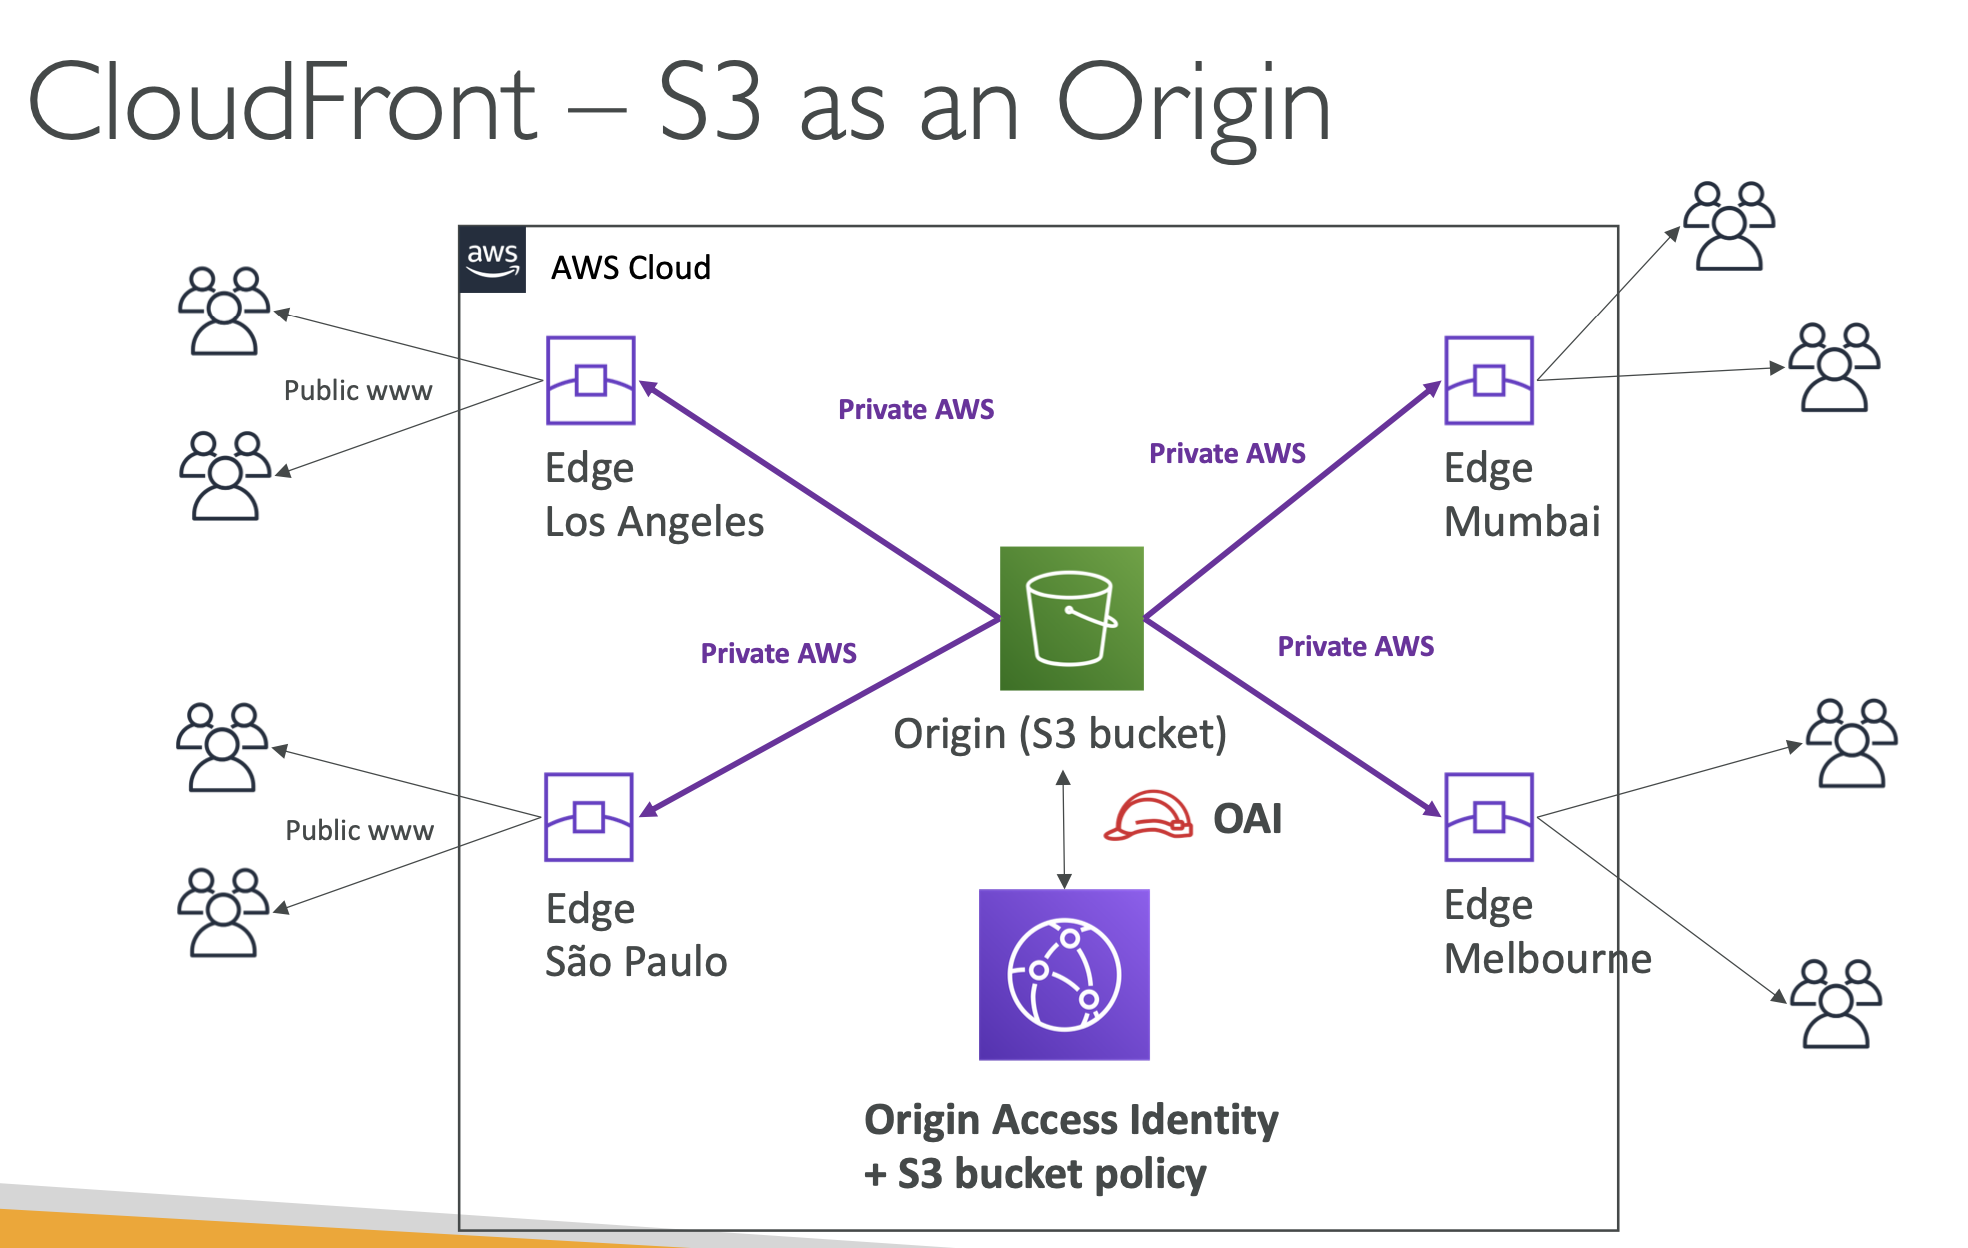 CloudFront – S3 as an Origin
aws
AWS Cloud
Public www
Private AWS
Private AWS
Edge
Los Angeles
Edge
Mumbai
Private AWS
Private AWS
Origin (S3 bucket)
OAI
Public www
Edge
São Paulo
Edge
Melbourne
Origin Access Identity
+ S3 bucket policy